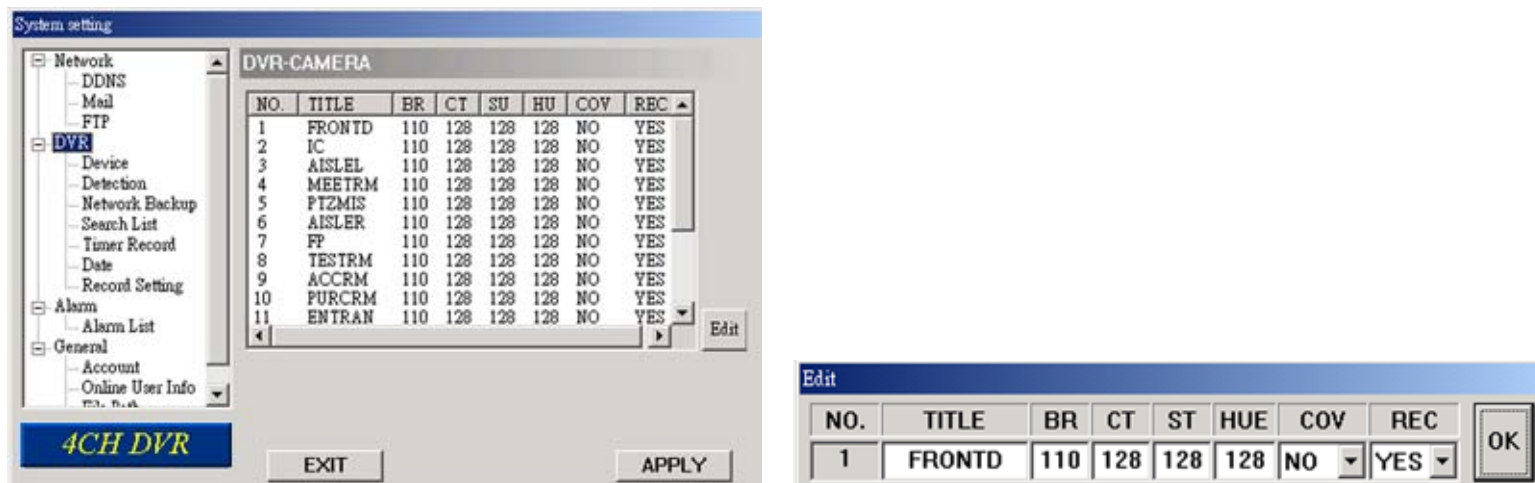 System setting
Network
DDNS
Mail
FTP
DVR
Device
Detection
Network Backup
Search List
Timer Record
Date
Record Setting
Alarm
Alarm List
General
Account
Online User Info
File Path
4CH DVR
DVR-CAMERA
NO. TITLE BR CT SU HU COV REC
1 FRONTD 110 128 128 128 NO YES
2 IC 110 128 128 128 NO YES
3 AISLEL 110 128 128 128 NO YES
4 MEETRM 110 128 128 128 NO YES
5 PTZMIS 110 128 128 128 NO YES
6 AISLER 110 128 128 128 NO YES
7 FP 110 128 128 128 NO YES
8 TESTRM 110 128 128 128 NO YES
9 ACCRM 110 128 128 128 NO YES
10 PURCRM 110 128 128 128 NO YES
11 ENTRAN 110 128 128 128 NO YES
Edit
EXIT
APPLY
Edit
NO. TITLE BR CT ST HUE COV REC
1 FRONTD 110 128 128 128 NO YES
OK